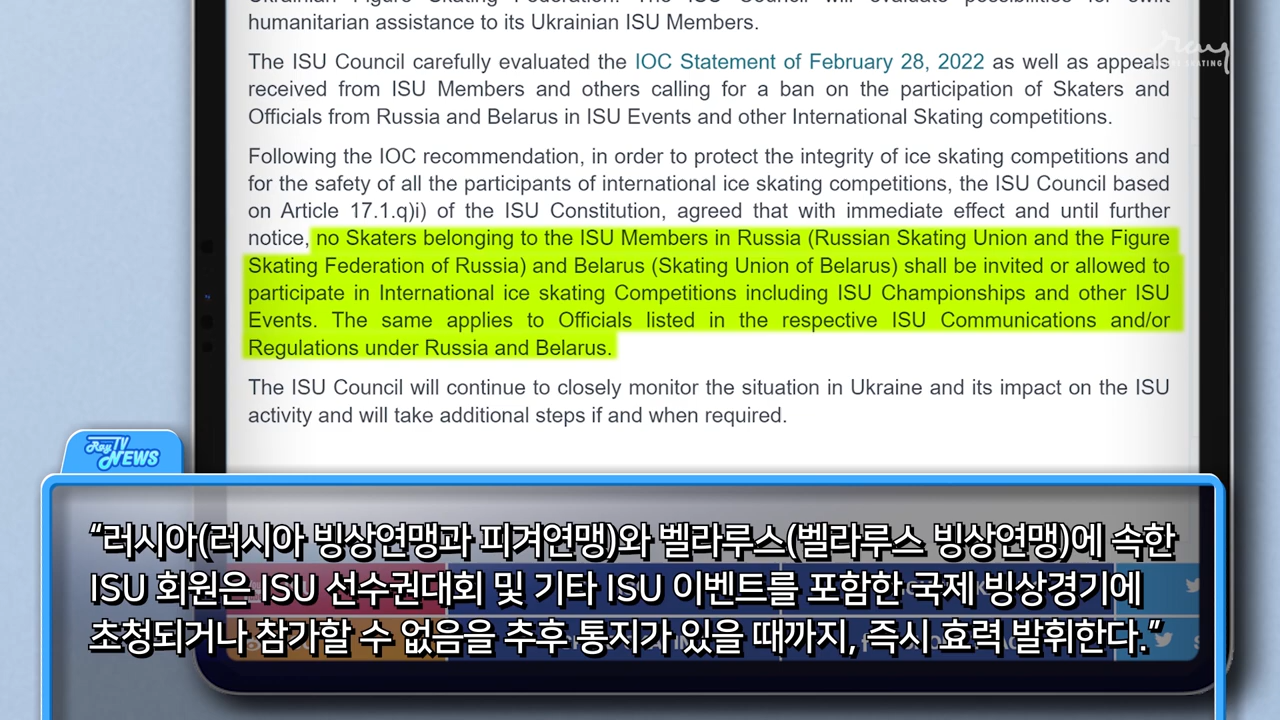 Ukrainian Figure Skating Federation. The ISU Council will evaluate possibilities for swift
humanitarian assistance to its Ukrainian ISU Members.
The ISU Council carefully evaluated the IOC Statement of February 28, 2022 as well as appeals
received from ISU Members and others calling for a ban on the participation of Skaters and
Officials from Russia and Belarus in ISU Events and other International Skating competitions.
Following the IOC recommendation, in order to protect the integrity of ice skating competitions and
for the safety of all the participants of international ice skating competitions, the ISU Council based
on Article 17.1.q)i) of the ISU Constitution, agreed that with immediate effect and until further
notice, no Skaters belonging to the ISU Members in Russia (Russian Skating Union and the Figure
Skating Federation of Russia) and Belarus (Skating Union of Belarus) shall be invited or allowed to
participate in International ice skating Competitions including ISU Championships and other ISU
Events. The same applies to Officials listed in the respective ISU Communications and/or
Regulations under Russia and Belarus.
The ISU Council will continue to closely monitor the situation in Ukraine and its impact on the ISU
activity and will take additional steps if and when required.
RayTV
NEWS
“러시아(러시아 빙상연맹과 피겨연맹)와 벨라루스(벨라루스 빙상연맹)에 속한
ISU 회원은 ISU 선수권대회 및 기타 ISU 이벤트를 포함한 국제 빙상경기에
초청되거나 참가할 수 없음을 추후 통지가 있을 때까지, 즉시 효력 발휘한다.”